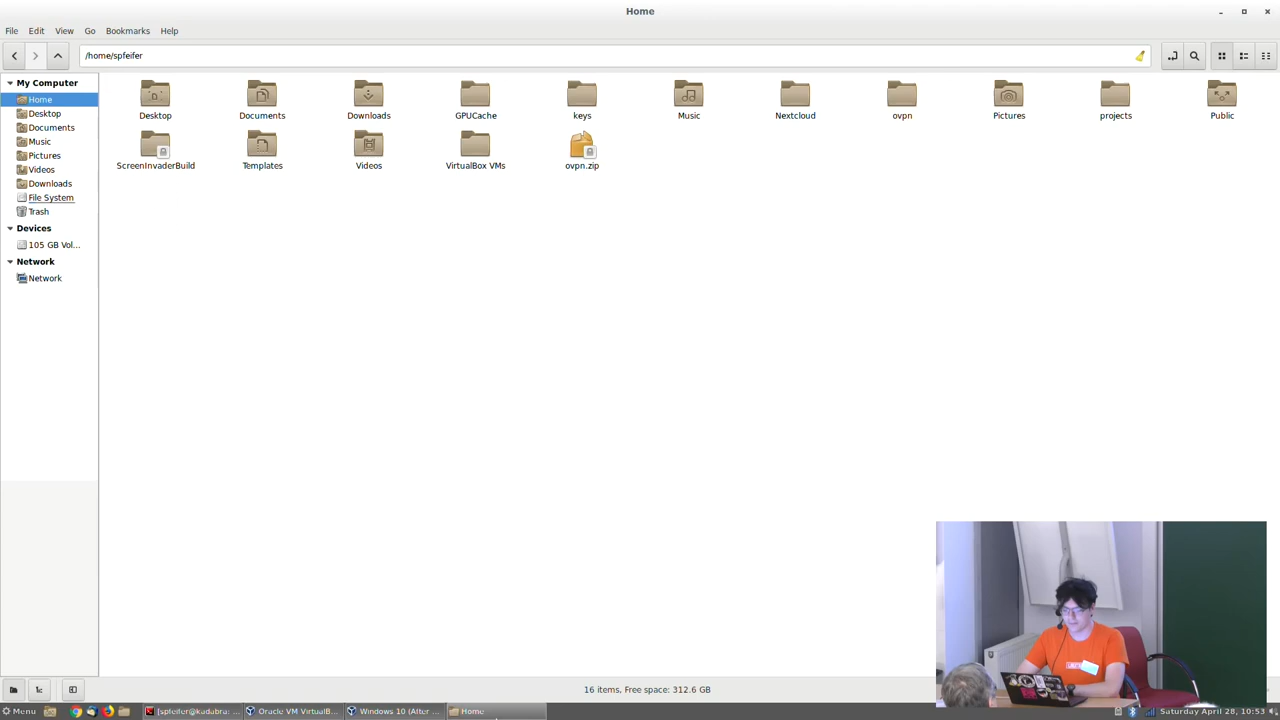 Home
File Edit View Go Bookmarks Help
/home/spfeifer
My Computer
Home
Desktop
Documents
Music
Pictures
Videos
Downloads
File System
Trash
Devices
105 GB Vol...
Network
Network
Desktop Documents Downloads GPUCache keys Music Nextcloud ovpn Pictures projects Public
ScreenInvaderBuild Templates Videos VirtualBox VMs ovpn.zip
16 items, Free space: 312.6 GB
Menu [spfeifer@kadabra: ... Oracle VM VirtualB... Windows 10 (After ... Home Saturday April 28, 10:53